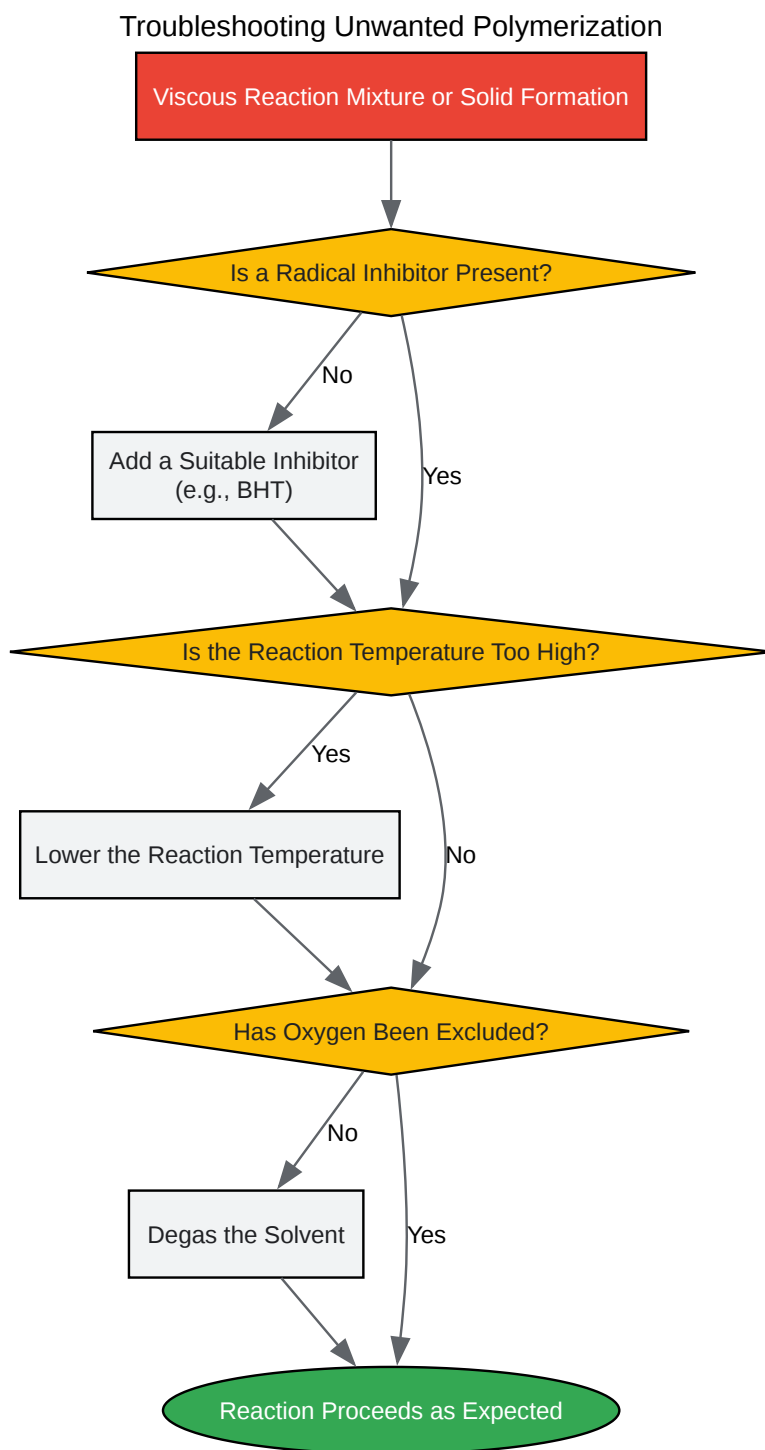 Troubleshooting Unwanted Polymerization
Viscous Reaction Mixture or Solid Formation
Is a Radical Inhibitor Present?
No
Add a Suitable Inhibitor
(e.g., BHT)
Yes
Is the Reaction Temperature Too High?
Yes
Lower the Reaction Temperature
No
Has Oxygen Been Excluded?
No
Degas the Solvent
Yes
Reaction Proceeds as Expected